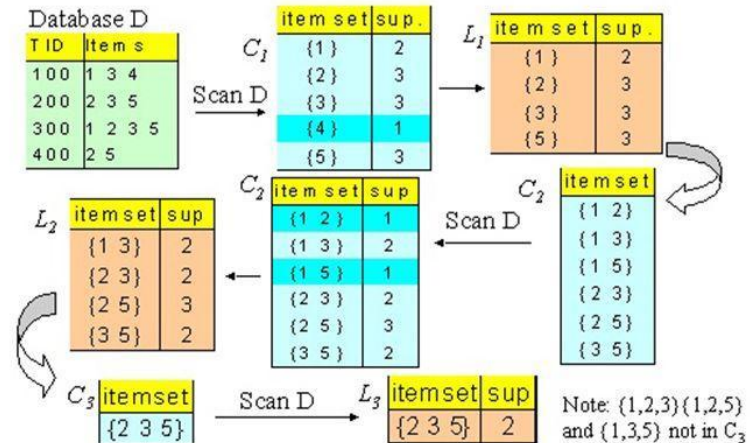 Database D
TID Items
100 1 3 4
200 2 3 5
300 1 2 3 5
400 2 5
Scan D
C1
itemset sup.
{1} 2
{2} 3
{3} 3
{4} 1
{5} 3
L1
itemset sup.
{1} 2
{2} 3
{3} 3
{5} 3
C2
itemset
{1 2}
{1 3}
{1 5}
{2 3}
{2 5}
{3 5}
Scan D
C2
itemset sup
{1 2} 1
{1 3} 2
{1 5} 1
{2 3} 2
{2 5} 3
{3 5} 2
L2
itemset sup
{1 3} 2
{2 3} 2
{2 5} 3
{3 5} 2
C3
itemset
{2 3 5}
Scan D
L3
itemset sup
{2 3 5} 2
Note: {1,2,3}{1,2,5}
and {1,3,5} not in C3